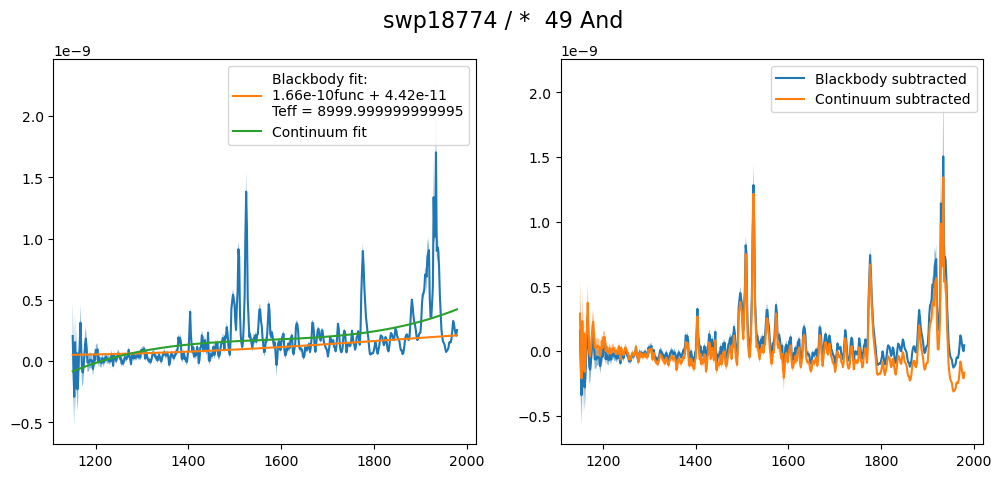 swp18774 / *  49 And
1e−9
Blackbody fit:
1.66e-10func + 4.42e-11
Teff = 8999.999999999995
Continuum fit
2.0
1.5
1.0
0.5
0.0
−0.5
1200
1400
1600
1800
2000
1e−9
Blackbody subtracted
Continuum subtracted
2.0
1.5
1.0
0.5
0.0
−0.5
1200
1400
1600
1800
2000